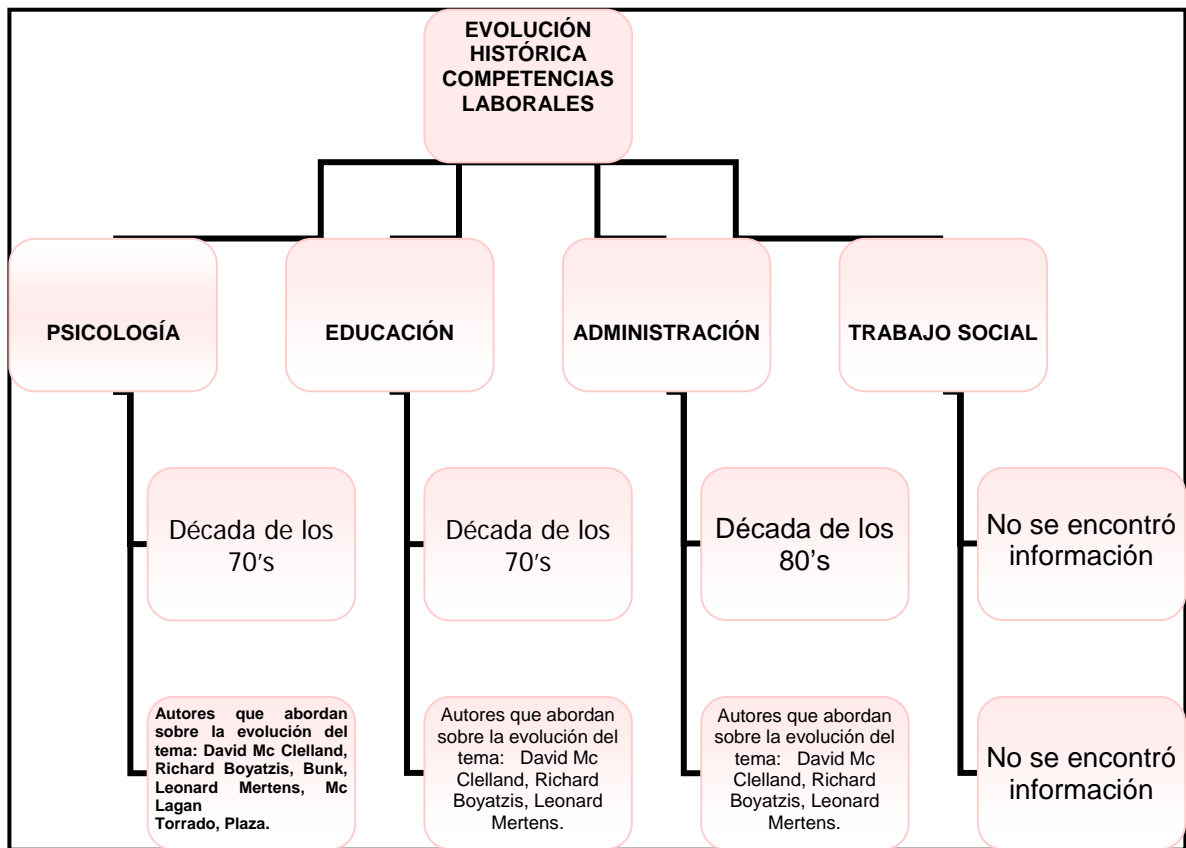 EVOLUCIÓN
HISTÓRICA
COMPETENCIAS
LABORALES
PSICOLOGÍA
EDUCACIÓN
ADMINISTRACIÓN
TRABAJO SOCIAL
Década de los
70's
Década de los
70's
Década de los
80's
No se encontró
información
Autores que abordan
sobre la evolución del
tema: David Mc Clelland,
Richard Boyatzis, Bunk,
Leonard Mertens, Mc
Lagan
Torrado, Plaza.
Autores que abordan
sobre la evolución del
tema: David Mc
Clelland, Richard
Boyatzis, Leonard
Mertens.
Autores que abordan
sobre la evolución del
tema: David Mc
Clelland, Richard
Boyatzis, Leonard
Mertens.
No se encontró
información